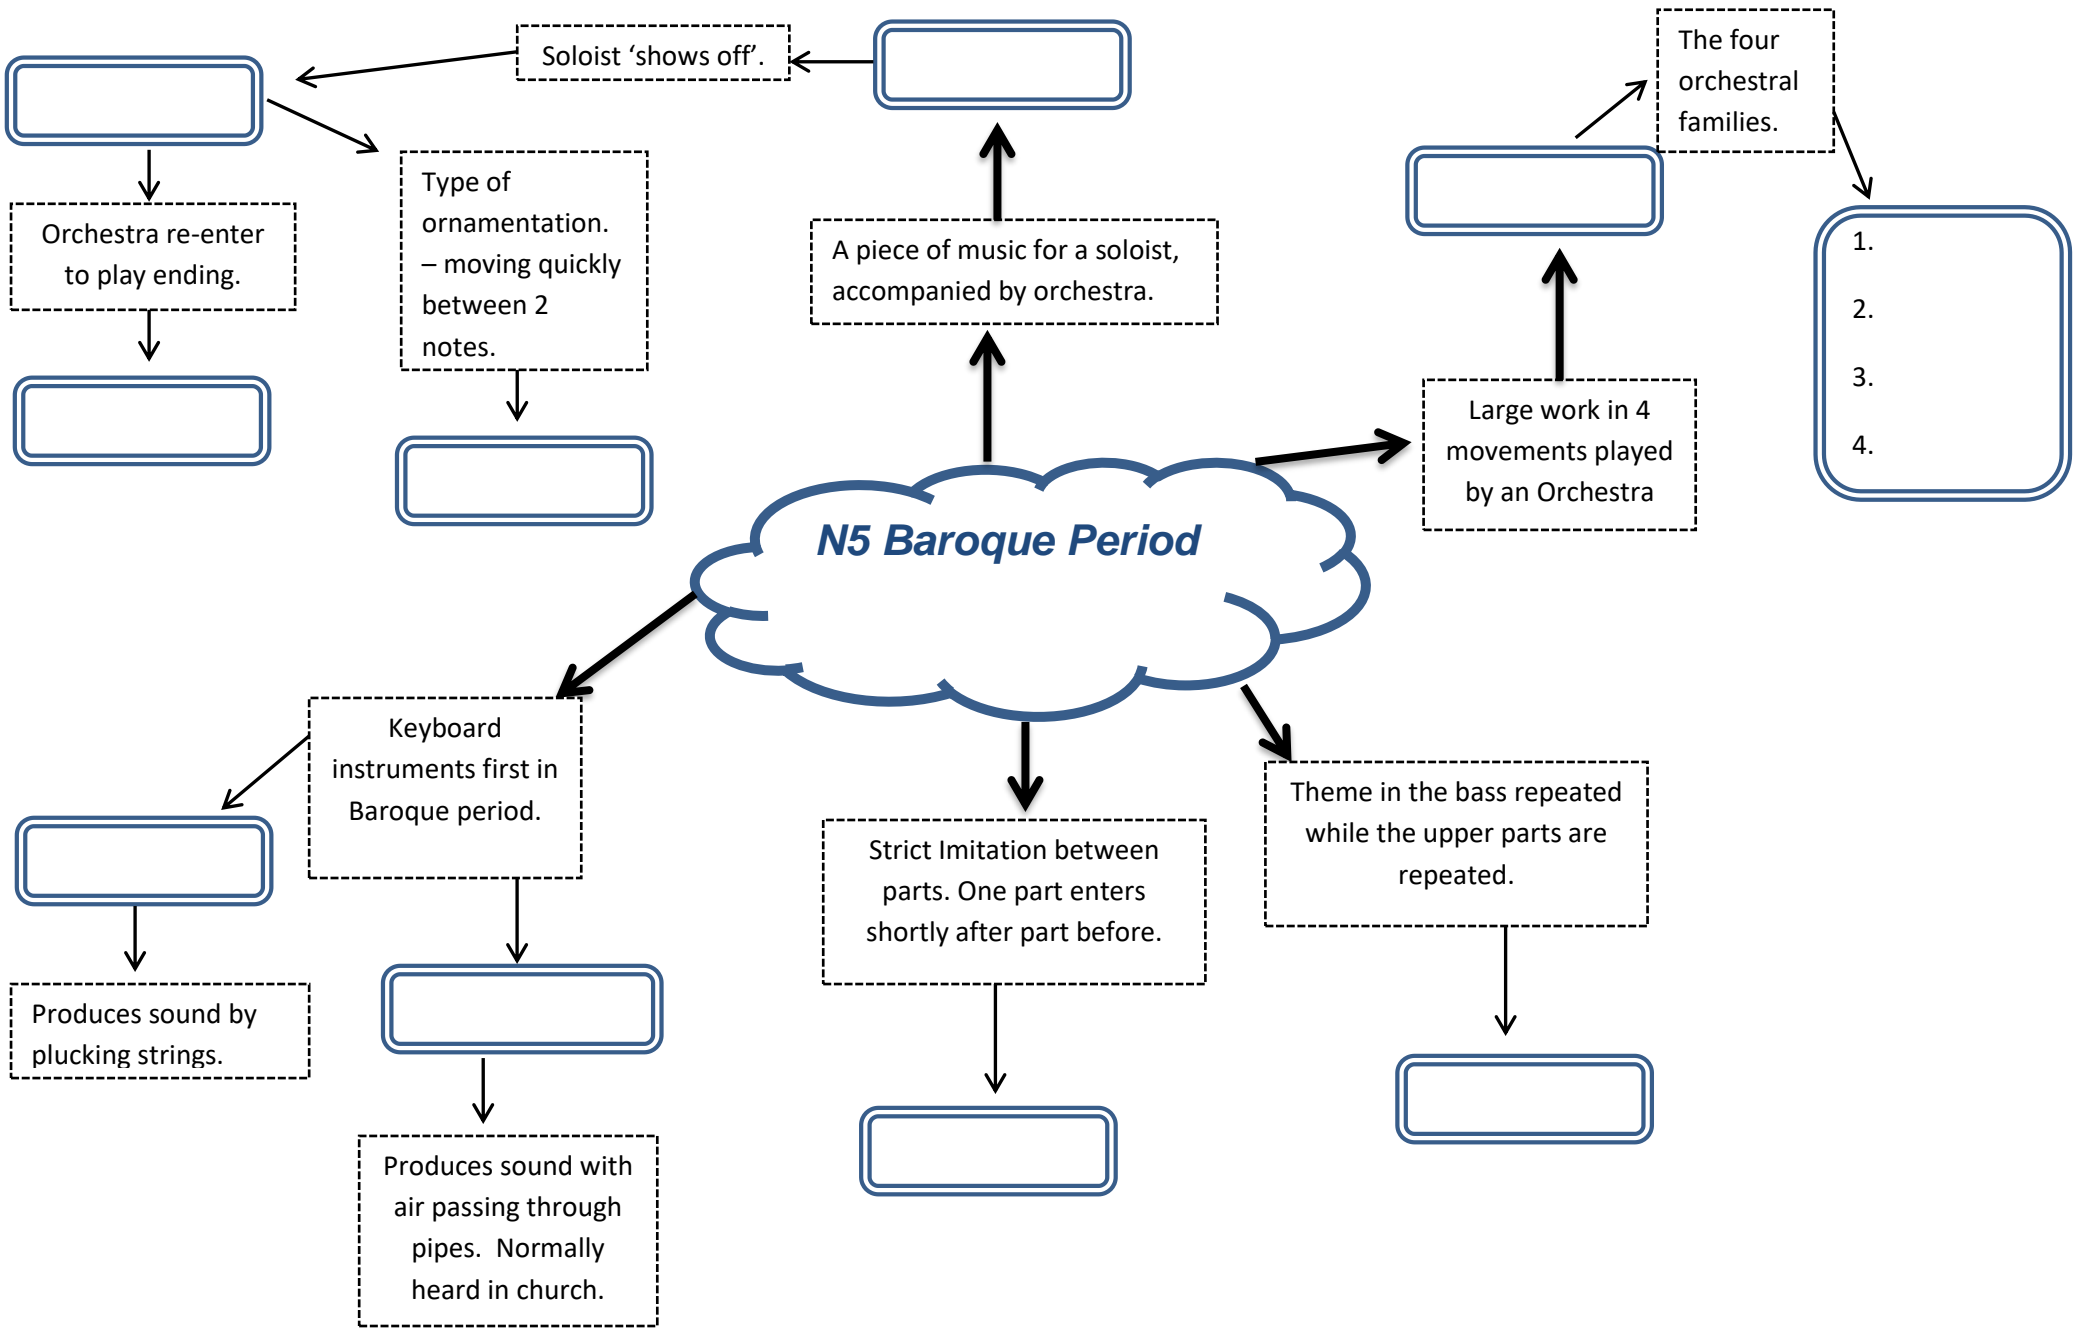 Soloist ‘shows off’.
The four
orchestral
families.
Type of
ornamentation.
– moving quickly
between 2
notes.
Orchestra re-enter
to play ending.
A piece of music for a soloist,
accompanied by orchestra.
1.
2.
3.
4.
Large work in 4
movements played
by an Orchestra
N5 Baroque Period
Keyboard
instruments first in
Baroque period.
Theme in the bass repeated
while the upper parts are
repeated.
Strict Imitation between
parts. One part enters
shortly after part before.
Produces sound by
plucking strings.
Produces sound with
air passing through
pipes.  Normally
heard in church.